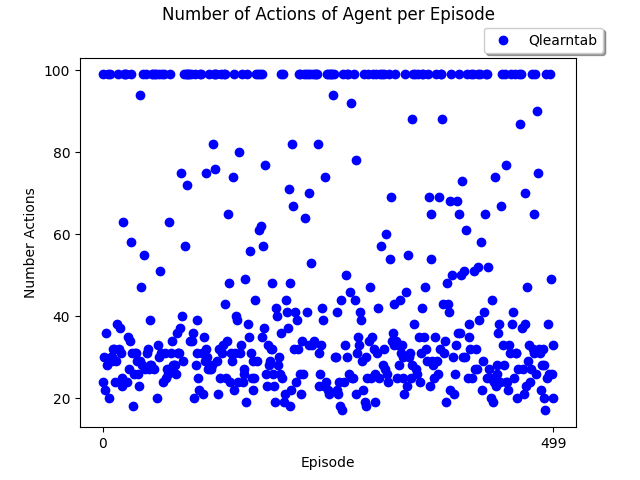 Number of Actions of Agent per Episode
Qlearntab
100
80
60
40
20
Number Actions
0
499
Episode